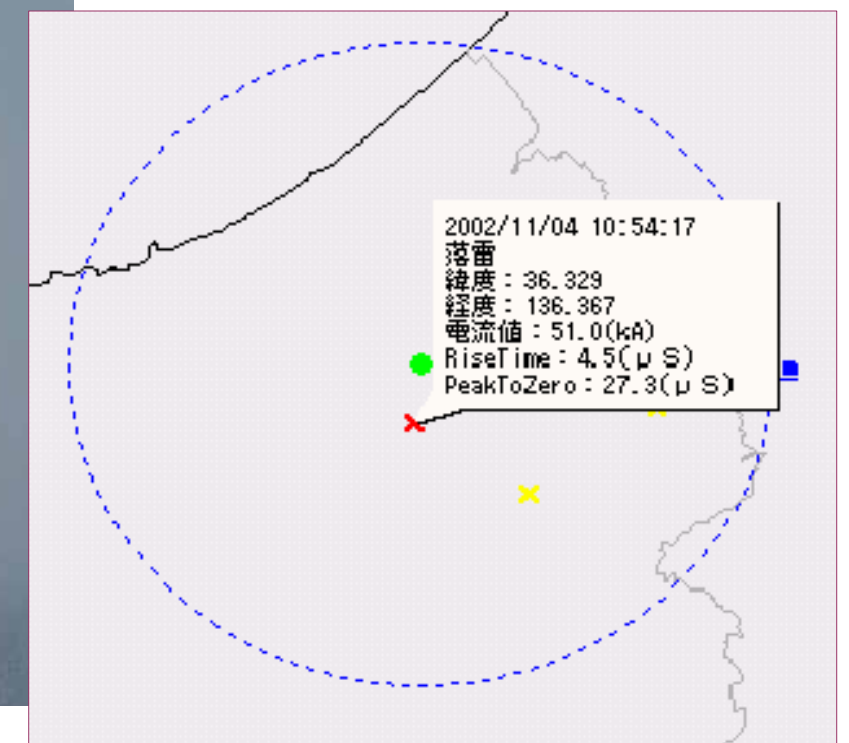 2002/11/04 10:54:17
落雷
緯度：36.329
経度：136.367
電流値：51.0(kA)
RiseTime：4.5(μS)
PeakToZero：27.3(μS)